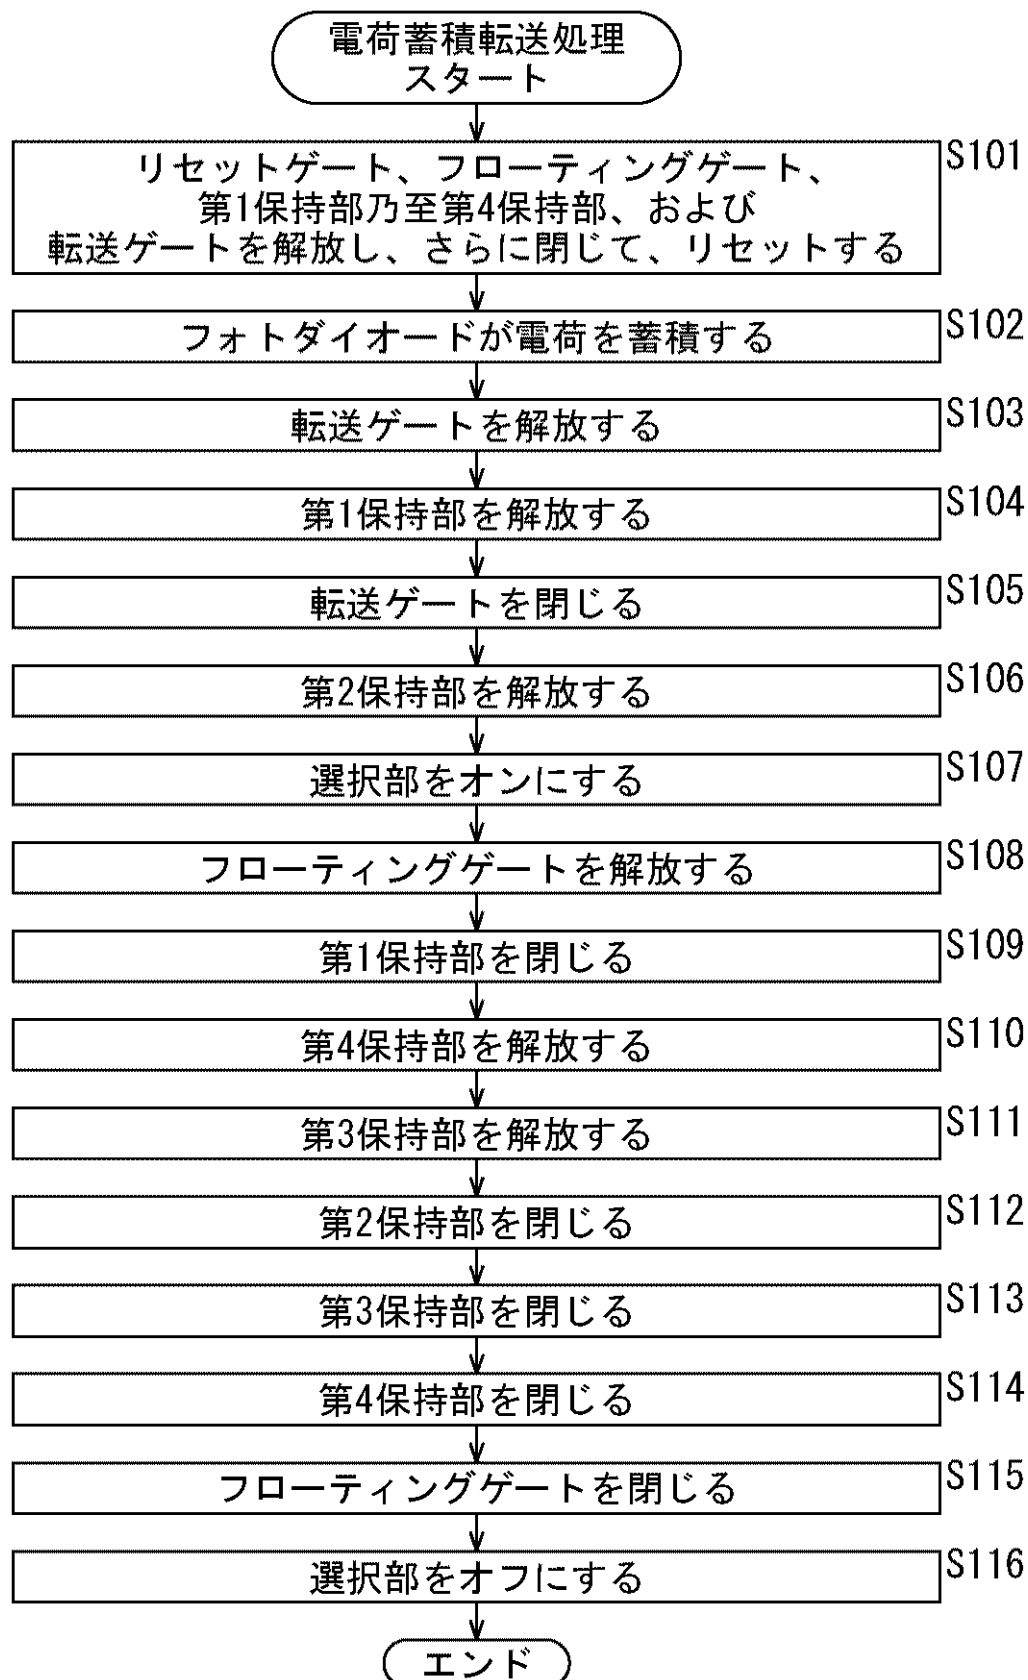 電荷蓄積転送処理
スタート
リセットゲート、フローティングゲート、
第1保持部乃至第4保持部、および
転送ゲートを解放し、さらに閉じて、リセットする
S101
フォトダイオードが電荷を蓄積する
S102
転送ゲートを解放する
S103
第1保持部を解放する
S104
転送ゲートを閉じる
S105
第2保持部を解放する
S106
選択部をオンにする
S107
フローティングゲートを解放する
S108
第1保持部を閉じる
S109
第4保持部を解放する
S110
第3保持部を解放する
S111
第2保持部を閉じる
S112
第3保持部を閉じる
S113
第4保持部を閉じる
S114
フローティングゲートを閉じる
S115
選択部をオフにする
S116
エンド